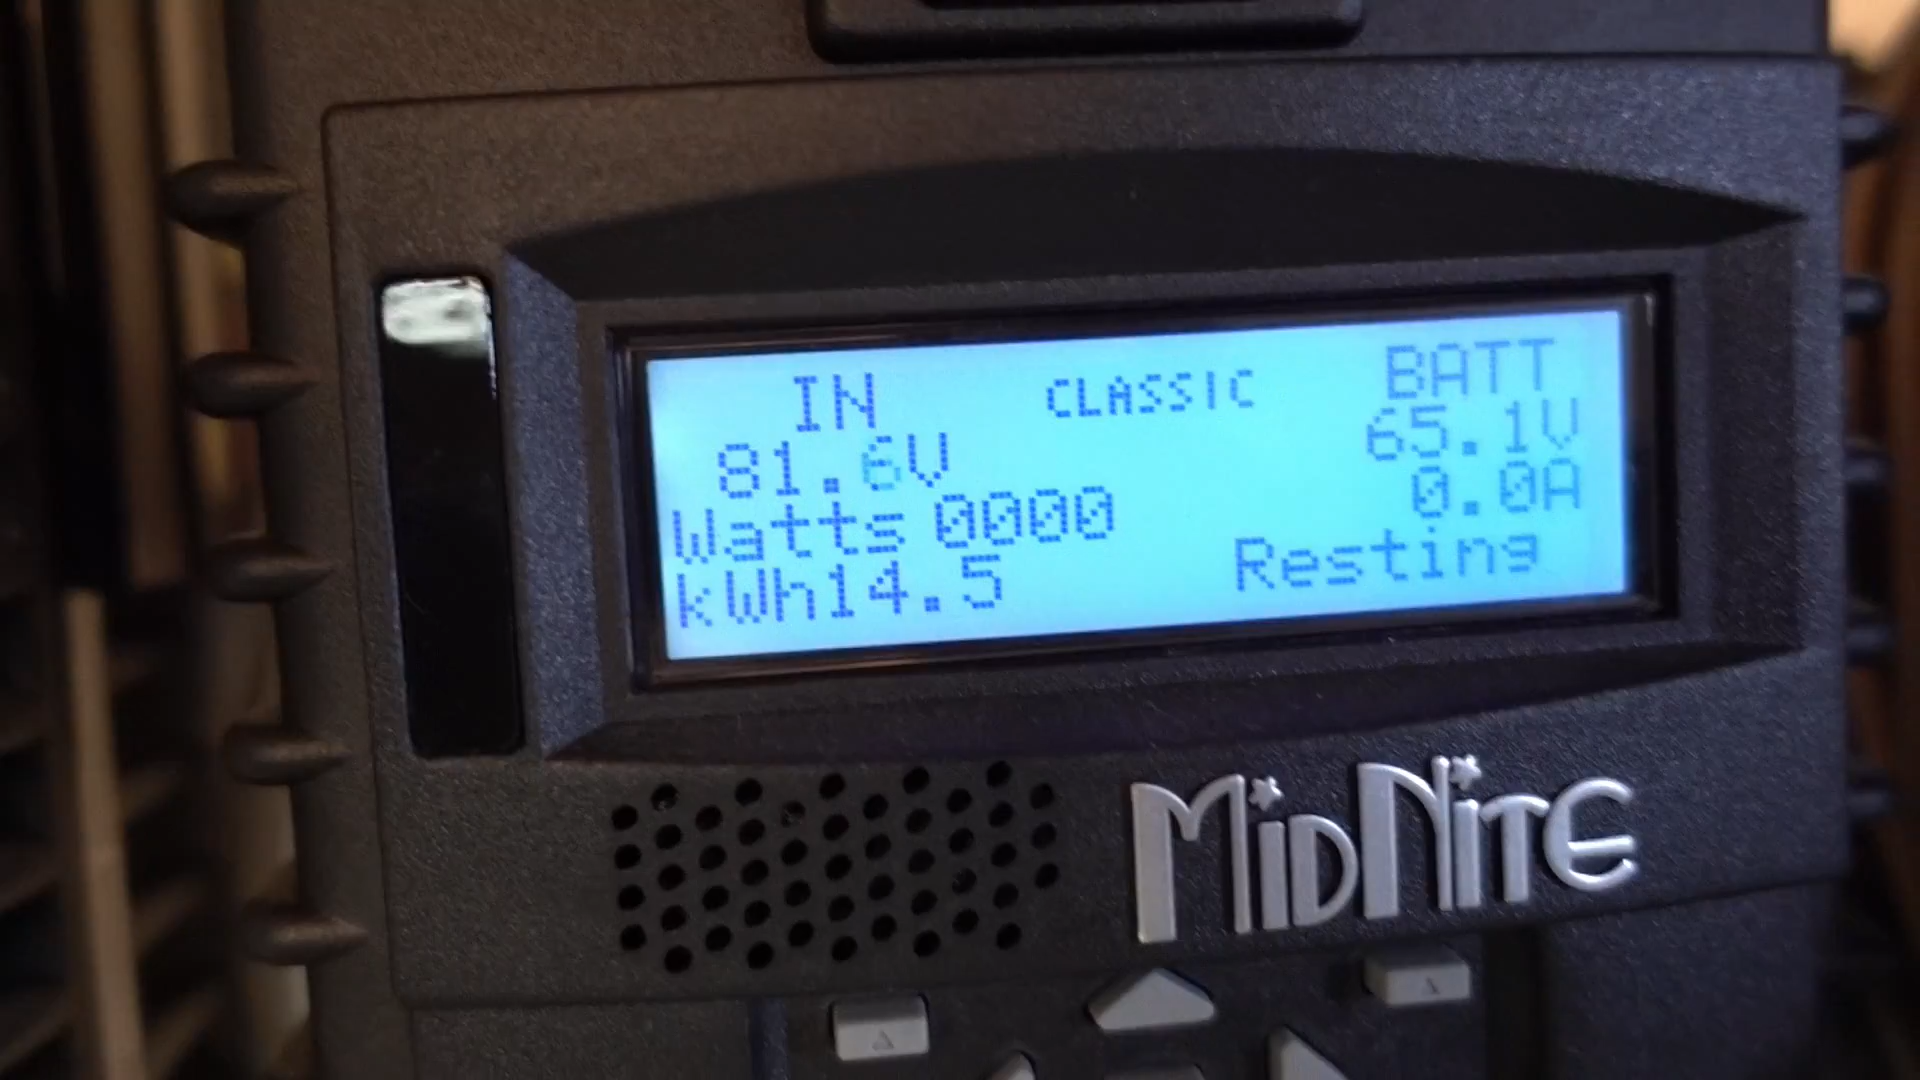 IN CLASSIC BATT
81.6V 65.1V
0.0A
Watts 0000
kWh14.5 Resting
MIDNITE